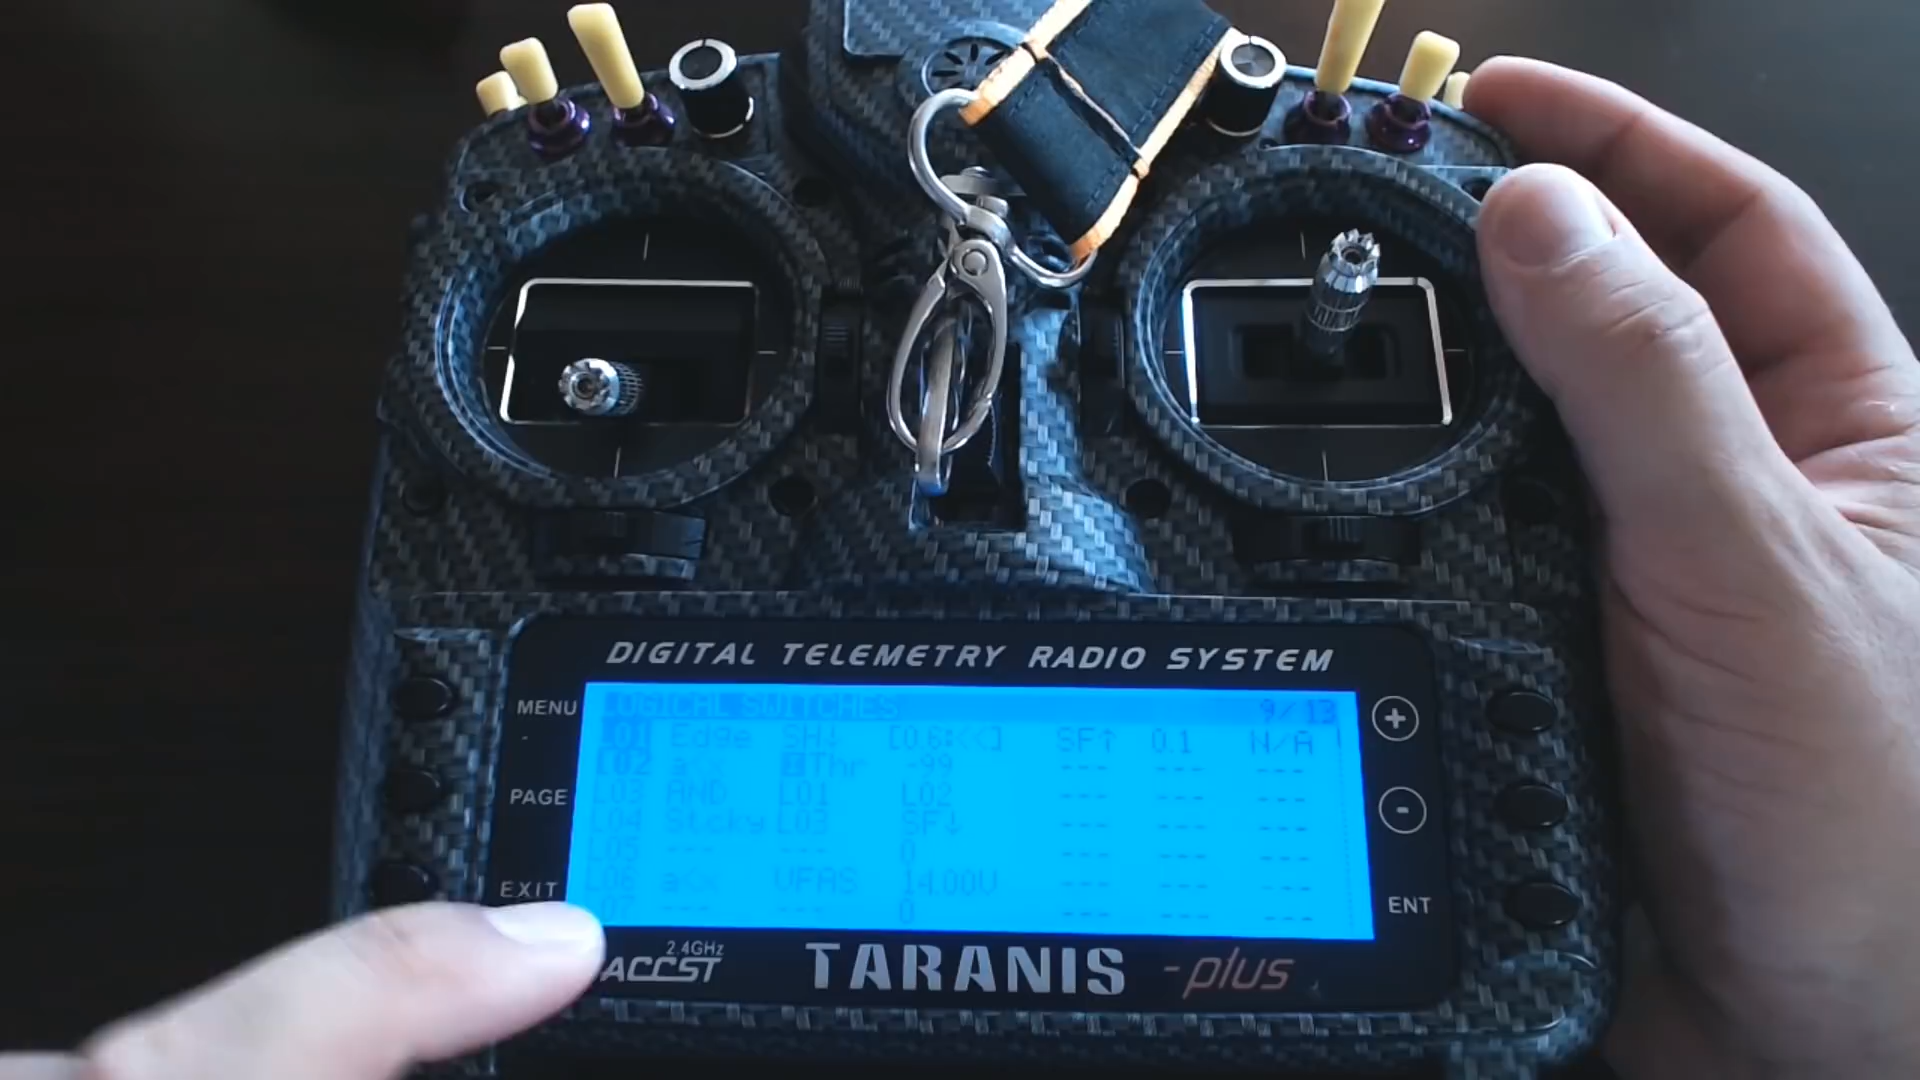 DIGITAL TELEMETRY RADIO SYSTEM
MENU
PAGE
EXIT
LOGICAL SWITCHES 9/13
L01 Edge SH↓ [0.6:<<] SF↑ 0.1 N/A
L02 a<x Thr -99 --- --- ---
L03 AND L01 L02 --- --- ---
L04 Stcky L03 SF↓ --- --- ---
L05 --- --- 0 --- --- ---
L06 a<x VFAS 14.00V --- --- ---
--- --- 0 --- --- ---
+
-
ENT
2.4GHz
ACCST
TARANIS -plus